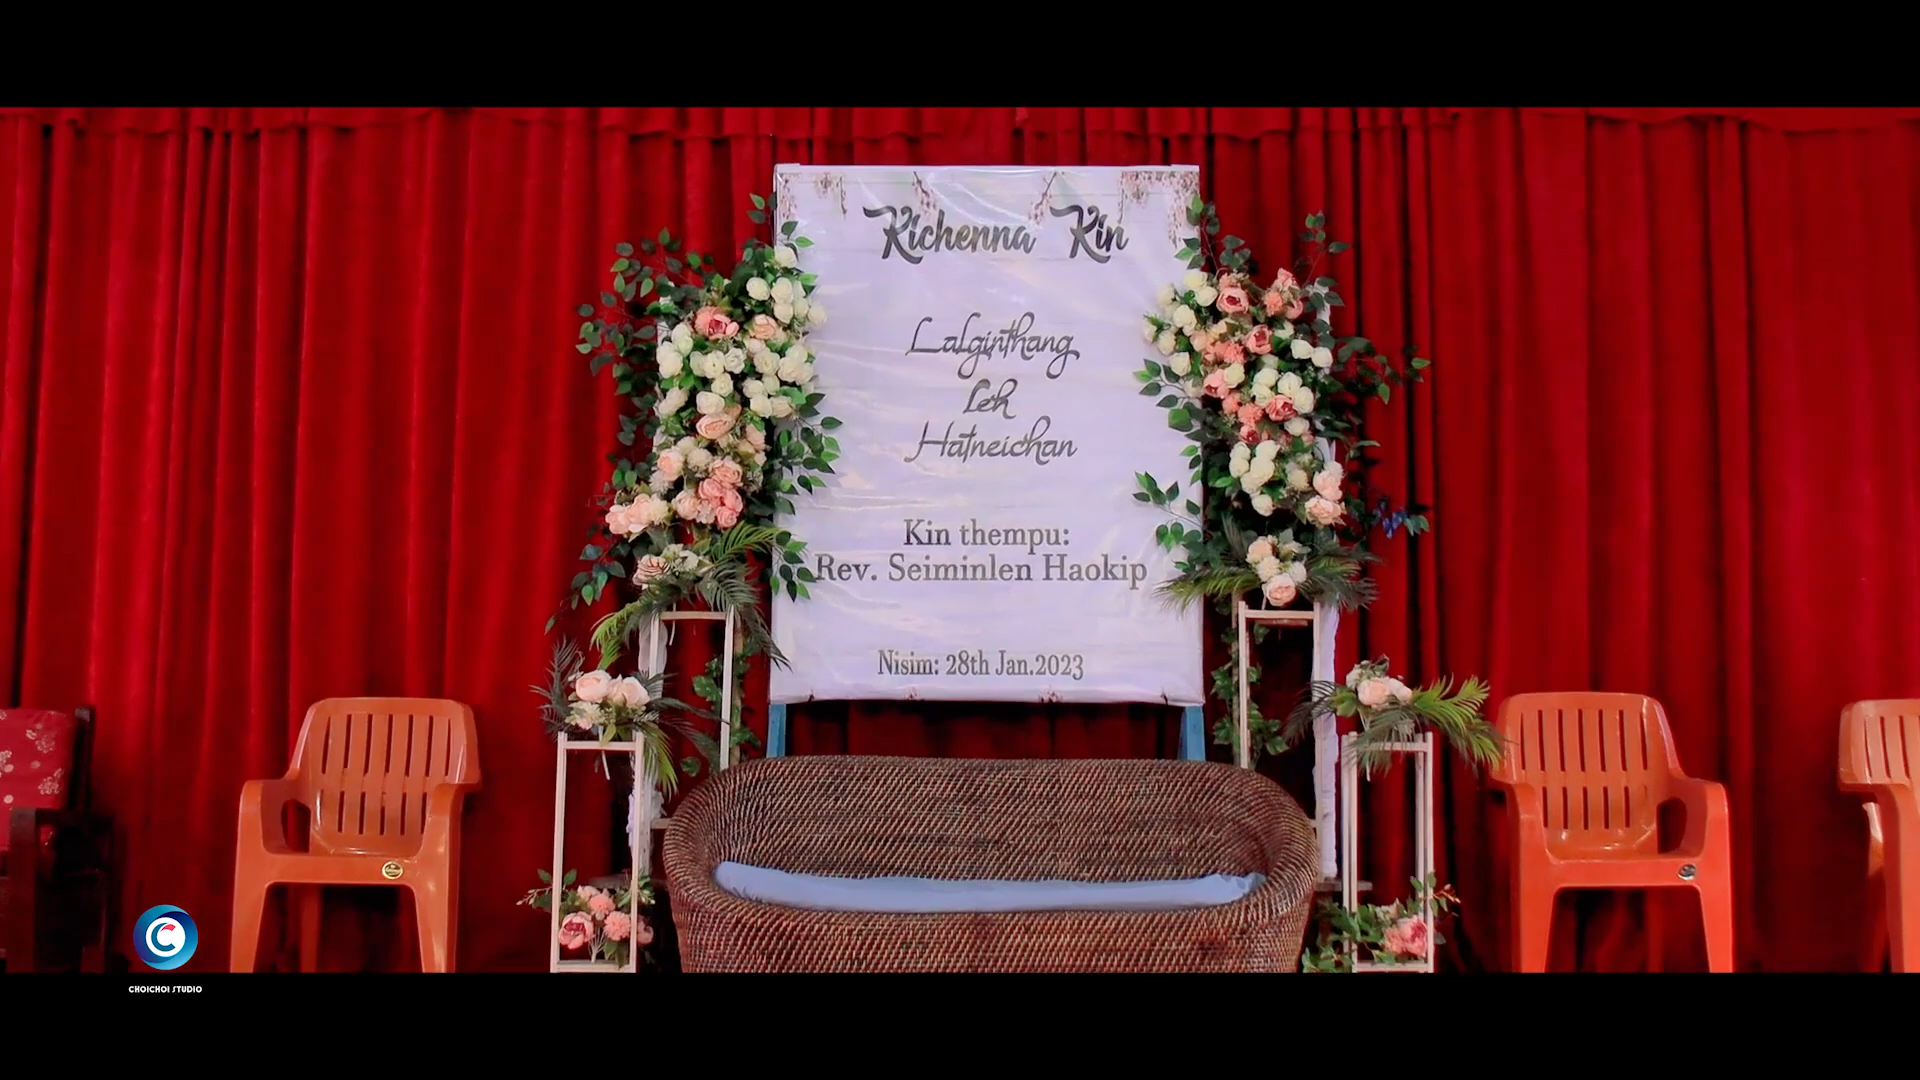 Kichenna Kin
Lalginthang
Leh
Hatneichan
Kin thempu:
Rev. Seiminlen Haokip
Nisim: 28th Jan.2023
CHOICHOI STUDIO